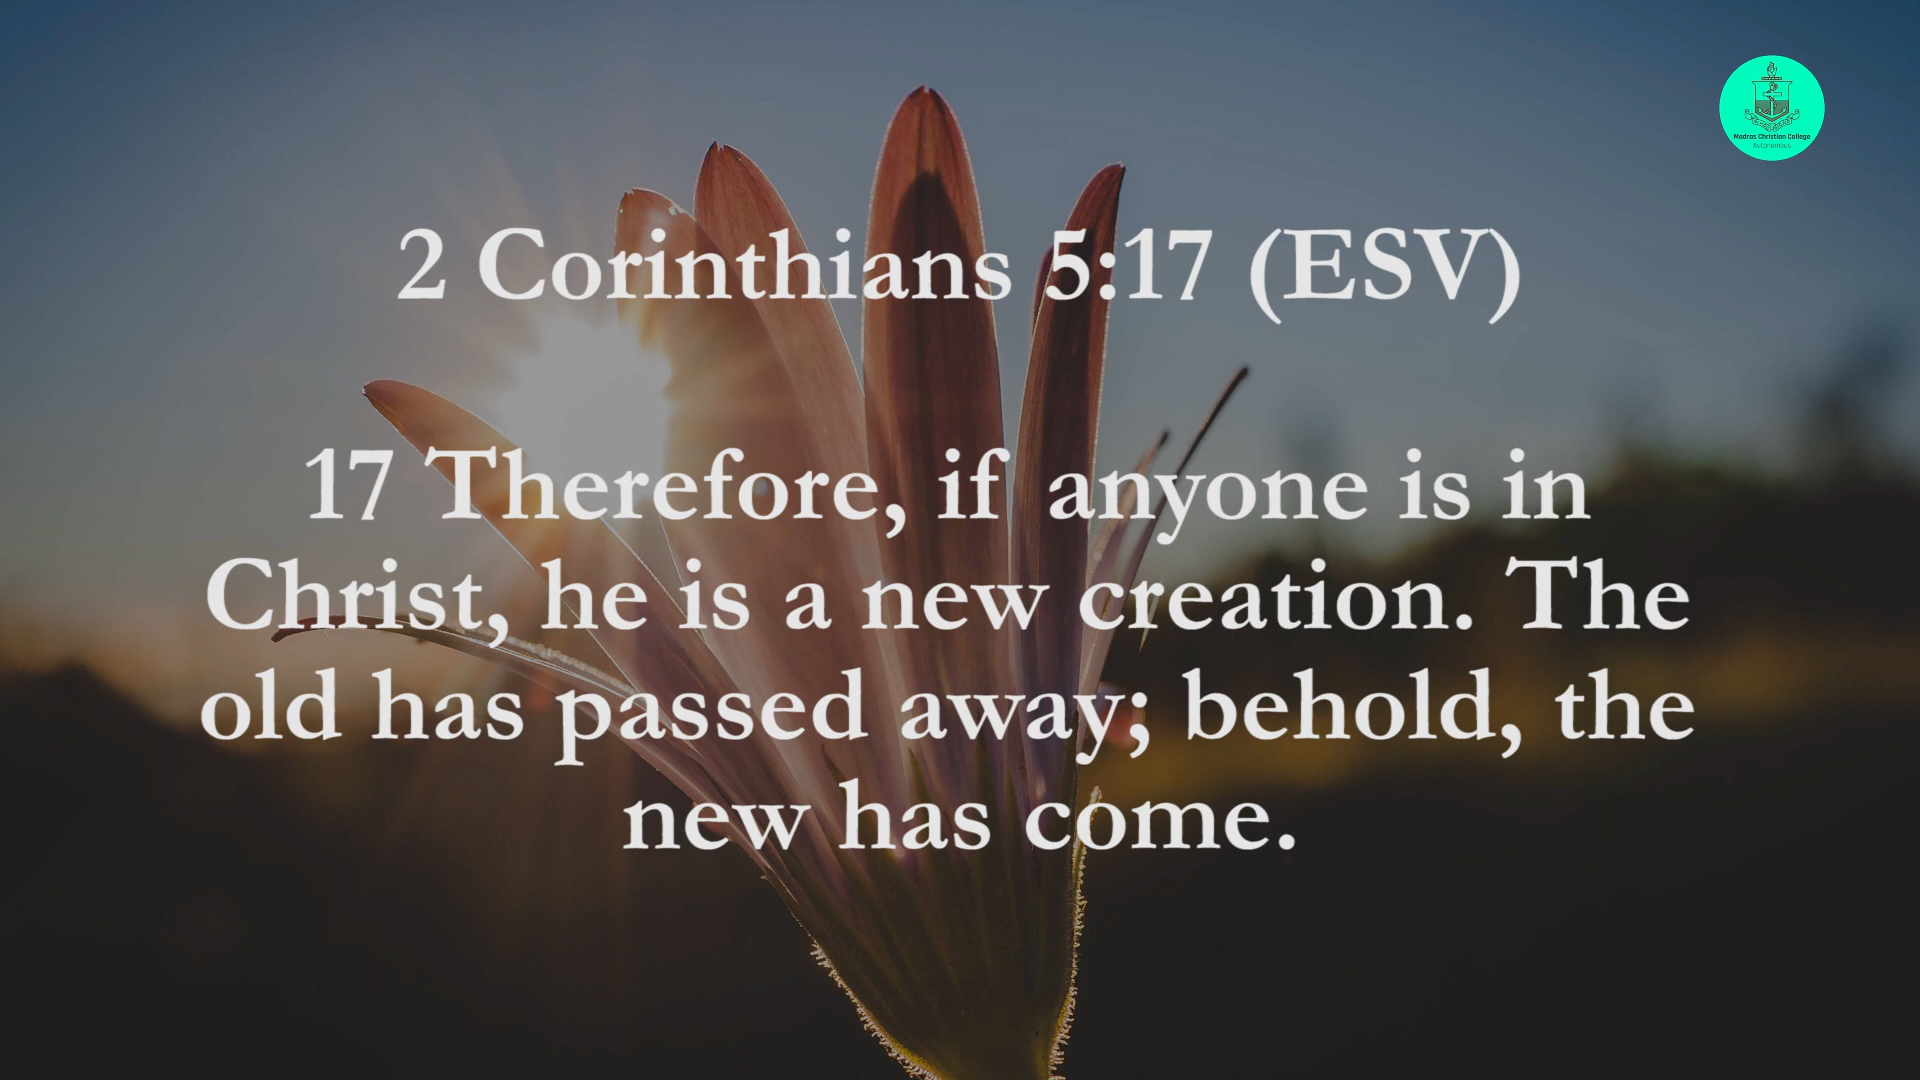 Madras Christian College
Autonomous
2 Corinthians 5:17 (ESV)
17 Therefore, if anyone is in
Christ, he is a new creation. The
old has passed away; behold, the
new has come.